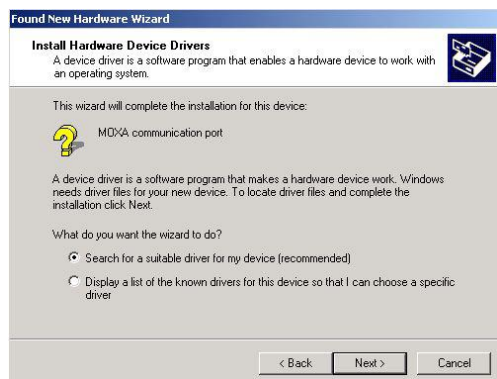 Found New Hardware Wizard
Install Hardware Device Drivers
A device driver is a software program that enables a hardware device to work with
an operating system.
This wizard will complete the installation for this device:
MOXA communication port
A device driver is a software program that makes a hardware device work. Windows
needs driver files for your new device. To locate driver files and complete the
installation click Next.
What do you want the wizard to do?
Search for a suitable driver for my device (recommended)
Display a list of the known drivers for this device so that I can choose a specific
driver
< Back Next > Cancel